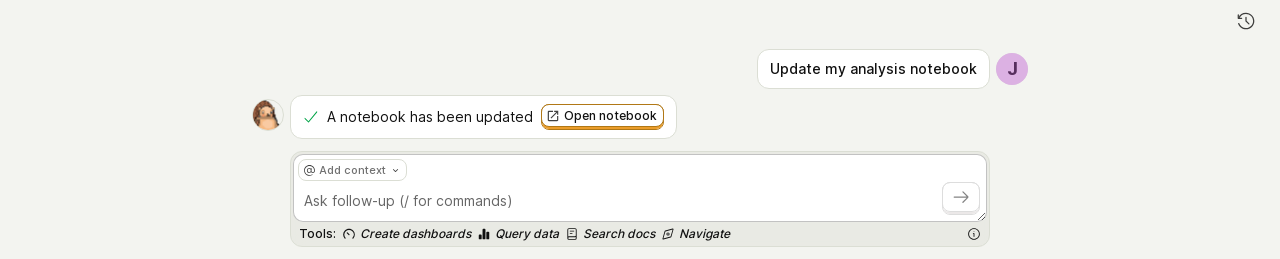 Update my analysis notebook
J
A notebook has been updated
Open notebook
@ Add context
Ask follow-up (/ for commands)
Tools: Create dashboards Query data Search docs Navigate